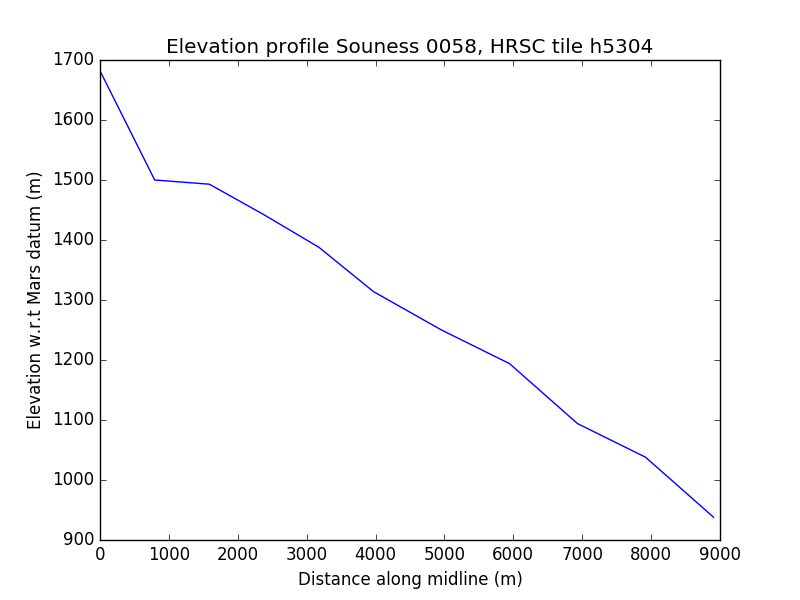 Elevation profile Souness 0058, HRSC tile h5304
1700
1600
1500
1400
1300
1200
1100
1000
900
Elevation w.r.t Mars datum (m)
0 1000 2000 3000 4000 5000 6000 7000 8000 9000
Distance along midline (m)